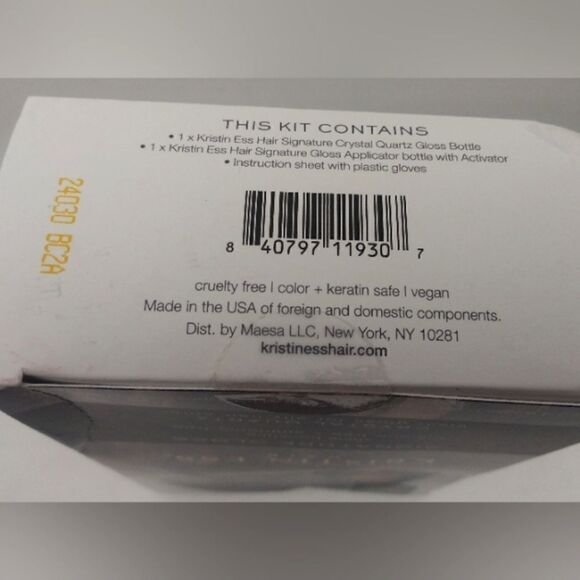 THIS KIT CONTAINS
• 1 x Kristin Ess Hair Signature Crystal Quartz Gloss Bottle
• 1 x Kristin Ess Hair Signature Gloss Applicator bottle with Activator
• Instruction sheet with plastic gloves
24030 BC2A
8 40797 11930 7
cruelty free | color + keratin safe | vegan
Made in the USA of foreign and domestic components.
Dist. by Maesa LLC, New York, NY 10281
kristinesshair.com